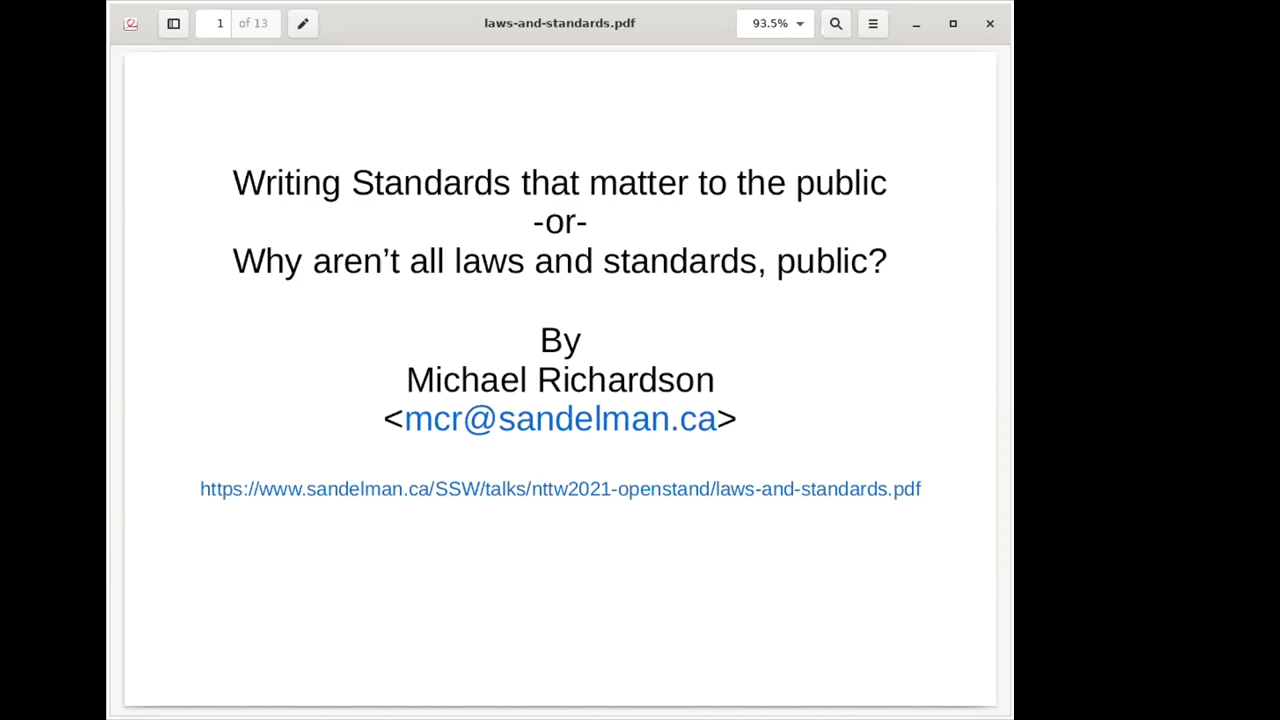 1 of 13 laws-and-standards.pdf 93.5%
Writing Standards that matter to the public
-or-
Why aren’t all laws and standards, public?
By
Michael Richardson
<mcr@sandelman.ca>
https://www.sandelman.ca/SSW/talks/nttw2021-openstand/laws-and-standards.pdf